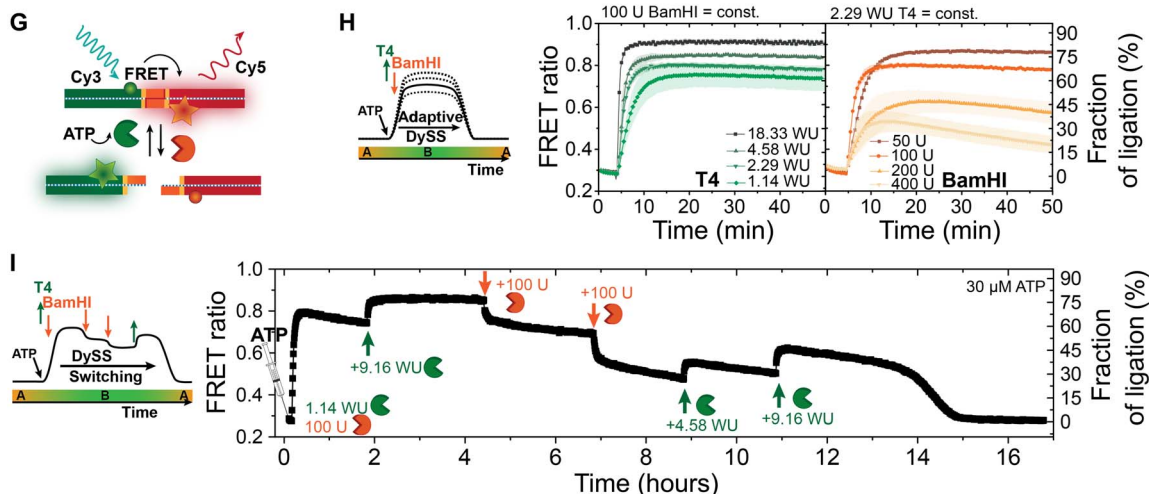 G
Cy3
FRET
Cy5
ATP
H
T4
BamHI
ATP
Adaptive
DySS
A B A
Time
100 U BamHI = const.
2.29 WU T4 = const.
FRET ratio
1.0
0.8
0.6
0.4
0.2
18.33 WU
4.58 WU
2.29 WU
1.14 WU
T4
50 U
100 U
200 U
400 U
BamHI
90
75
60
45
30
15
0
Fraction
of ligation (%)
0 10 20 30 40 0 10 20 30 40 50
Time (min)
Time (min)
I
T4
BamHI
ATP
DySS
Switching
A B A
Time
FRET ratio
1.0
0.8
0.6
0.4
0.2
ATP
1.14 WU
100 U
+9.16 WU
+100 U
+100 U
+4.58 WU
+9.16 WU
30 µM ATP
90
75
60
45
30
15
0
Fraction
of ligation (%)
0 2 4 6 8 10 12 14 16
Time (hours)